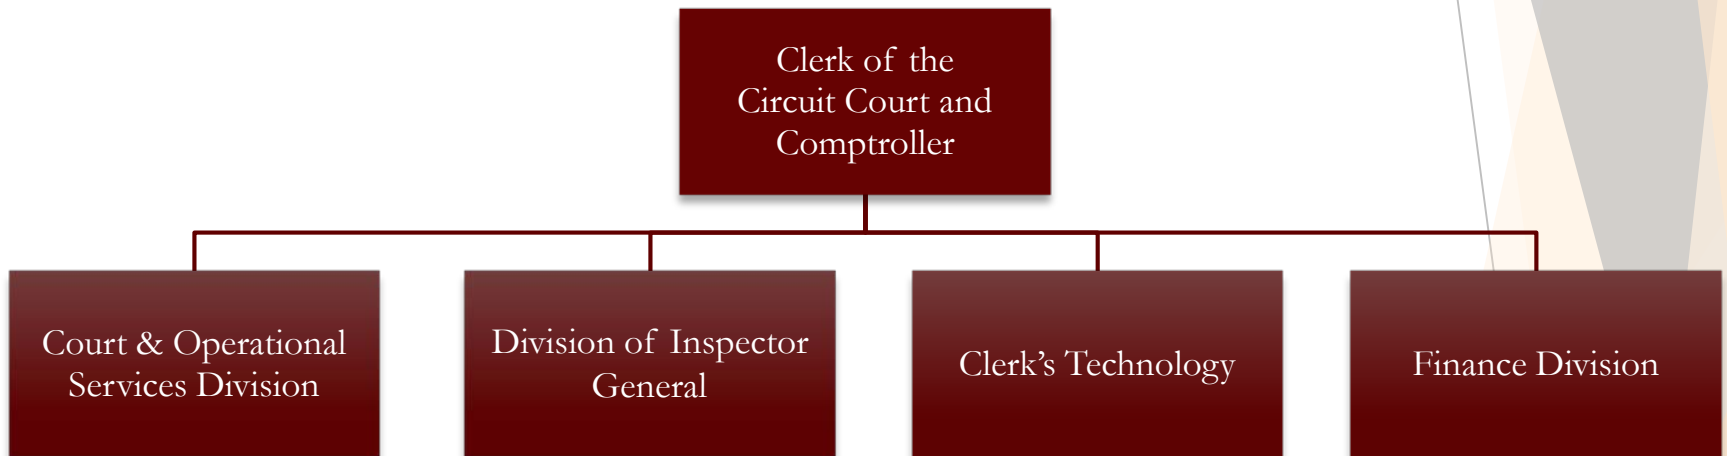 Clerk of the
Circuit Court and
Comptroller
Court & Operational
Services Division
Division of Inspector
General
Clerk’s Technology
Finance Division